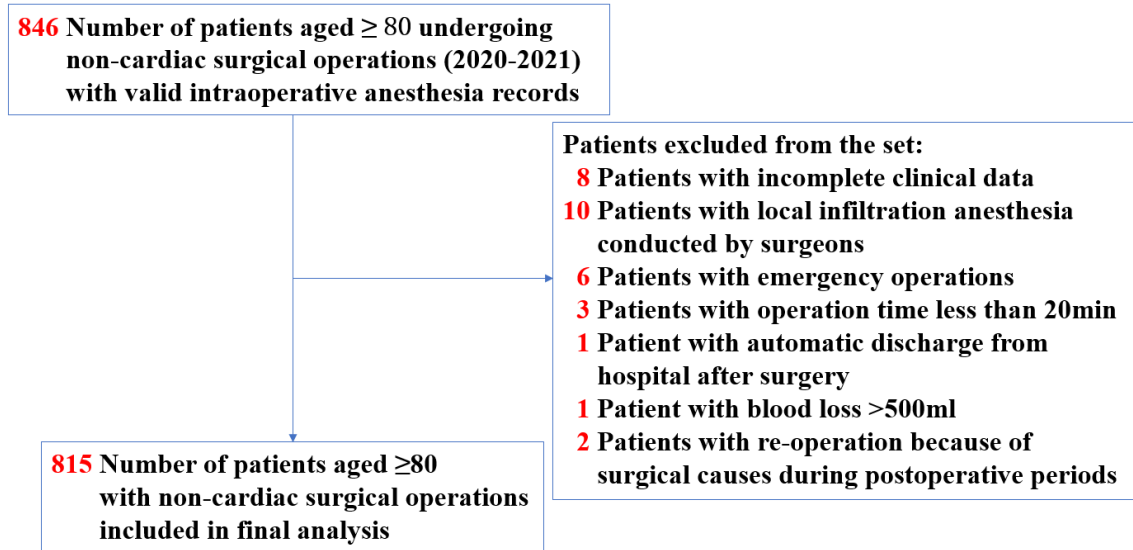 846 Number of patients aged ≥ 80 undergoing
non-cardiac surgical operations (2020-2021)
with valid intraoperative anesthesia records
Patients excluded from the set:
8 Patients with incomplete clinical data
10 Patients with local infiltration anesthesia
conducted by surgeons
6 Patients with emergency operations
3 Patients with operation time less than 20min
1 Patient with automatic discharge from
hospital after surgery
1 Patient with blood loss >500ml
2 Patients with re-operation because of
surgical causes during postoperative periods
815 Number of patients aged ≥80
with non-cardiac surgical operations
included in final analysis